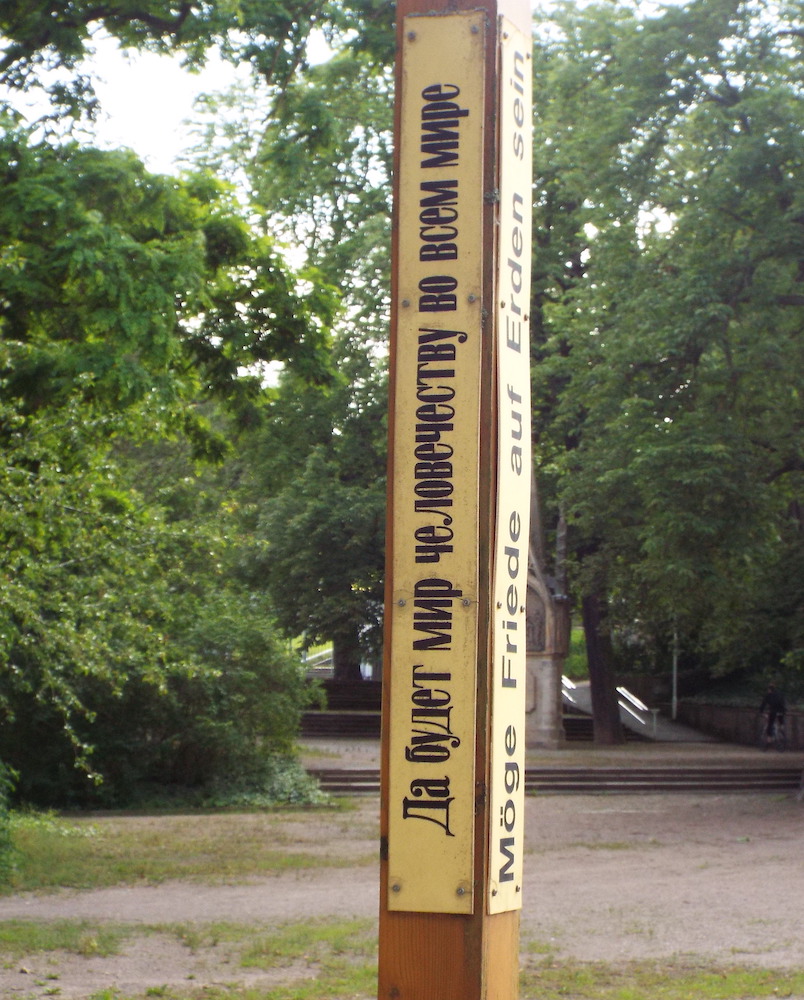 Да будет мир человечеству во всем мире
Möge Friede auf Erden sein